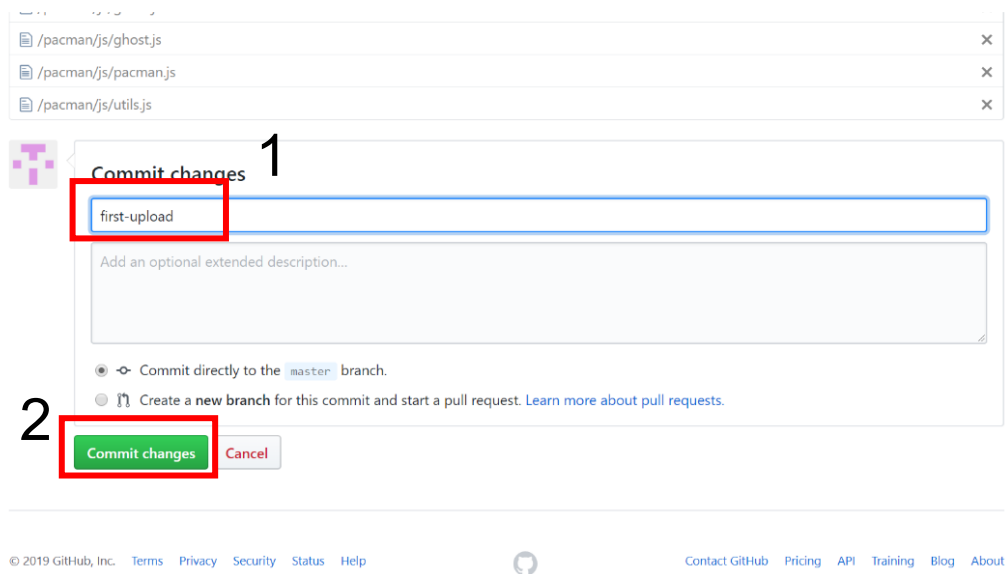 /pacman/js/ghost.js
/pacman/js/pacman.js
/pacman/js/utils.js
1
Commit changes
first-upload
Add an optional extended description...
Commit directly to the master branch.
Create a new branch for this commit and start a pull request. Learn more about pull requests.
2
Commit changes Cancel
© 2019 GitHub, Inc. Terms Privacy Security Status Help Contact GitHub Pricing API Training Blog About